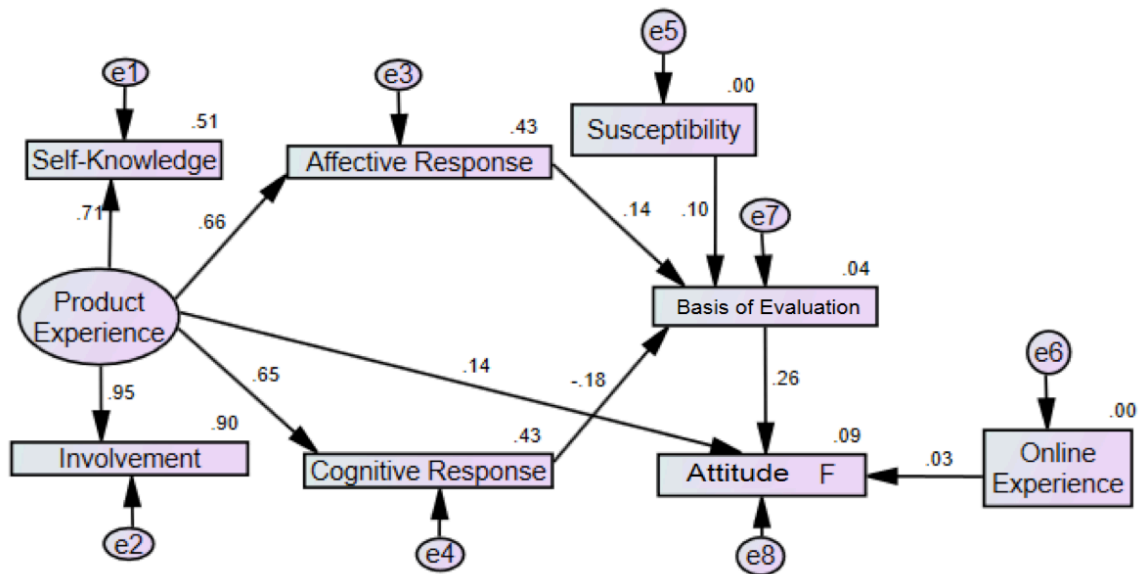 e5
e1
e3
.00
.51
.43
Susceptibility
Self-Knowledge
Affective Response
.71
.66
.14
.10
e7
.04
Product
Experience
Basis of Evaluation
e6
.95
.65
.14
-.18
.26
.00
.90
.43
.09
Involvement
Cognitive Response
Attitude F
.03
Online
Experience
e2
e4
e8